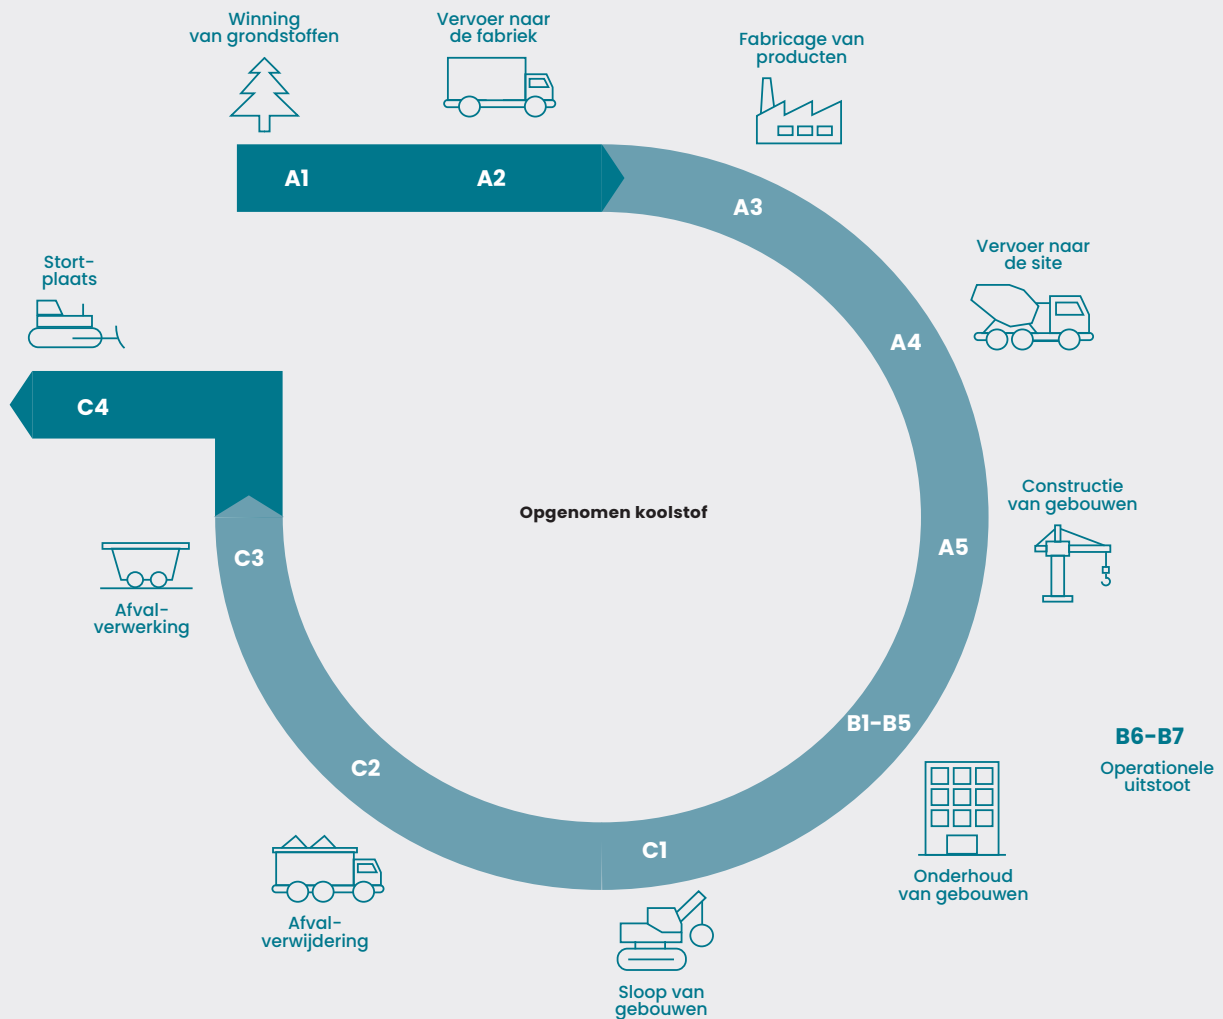 Winning
van grondstoffen
Vervoer naar
de fabriek
Fabricage van
producten
A1
A2
A3
Vervoer naar
de site
A4
Stort-
plaats
C4
Constructie
van gebouwen
Opgenomen koolstof
A5
C3
Afval-
verwerking
B1-B5
B6-B7
Operationele
uitstoot
C2
Onderhoud
van gebouwen
C1
Afval-
verwijdering
Sloop van
gebouwen